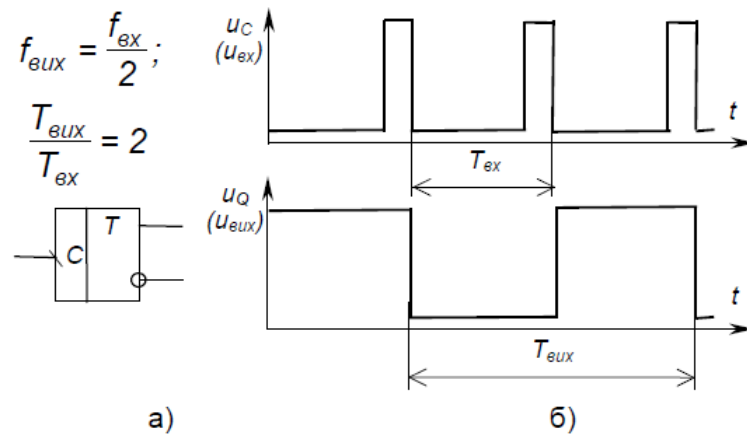 f_вих = f_вх / 2 ;
T_вих / T_вх = 2
T
C
а)
u_C
(u_вх)
t
T_вх
u_Q
(u_вих)
t
T_вих
б)